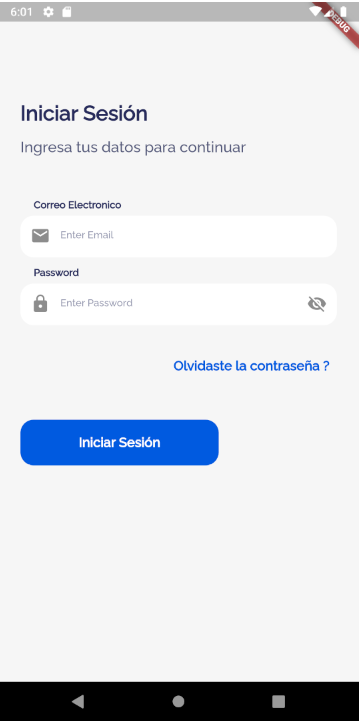 6:01
DEBUG
Iniciar Sesión
Ingresa tus datos para continuar
Correo Electronico
Enter Email
Password
Enter Password
Olvidaste la contraseña ?
Iniciar Sesión